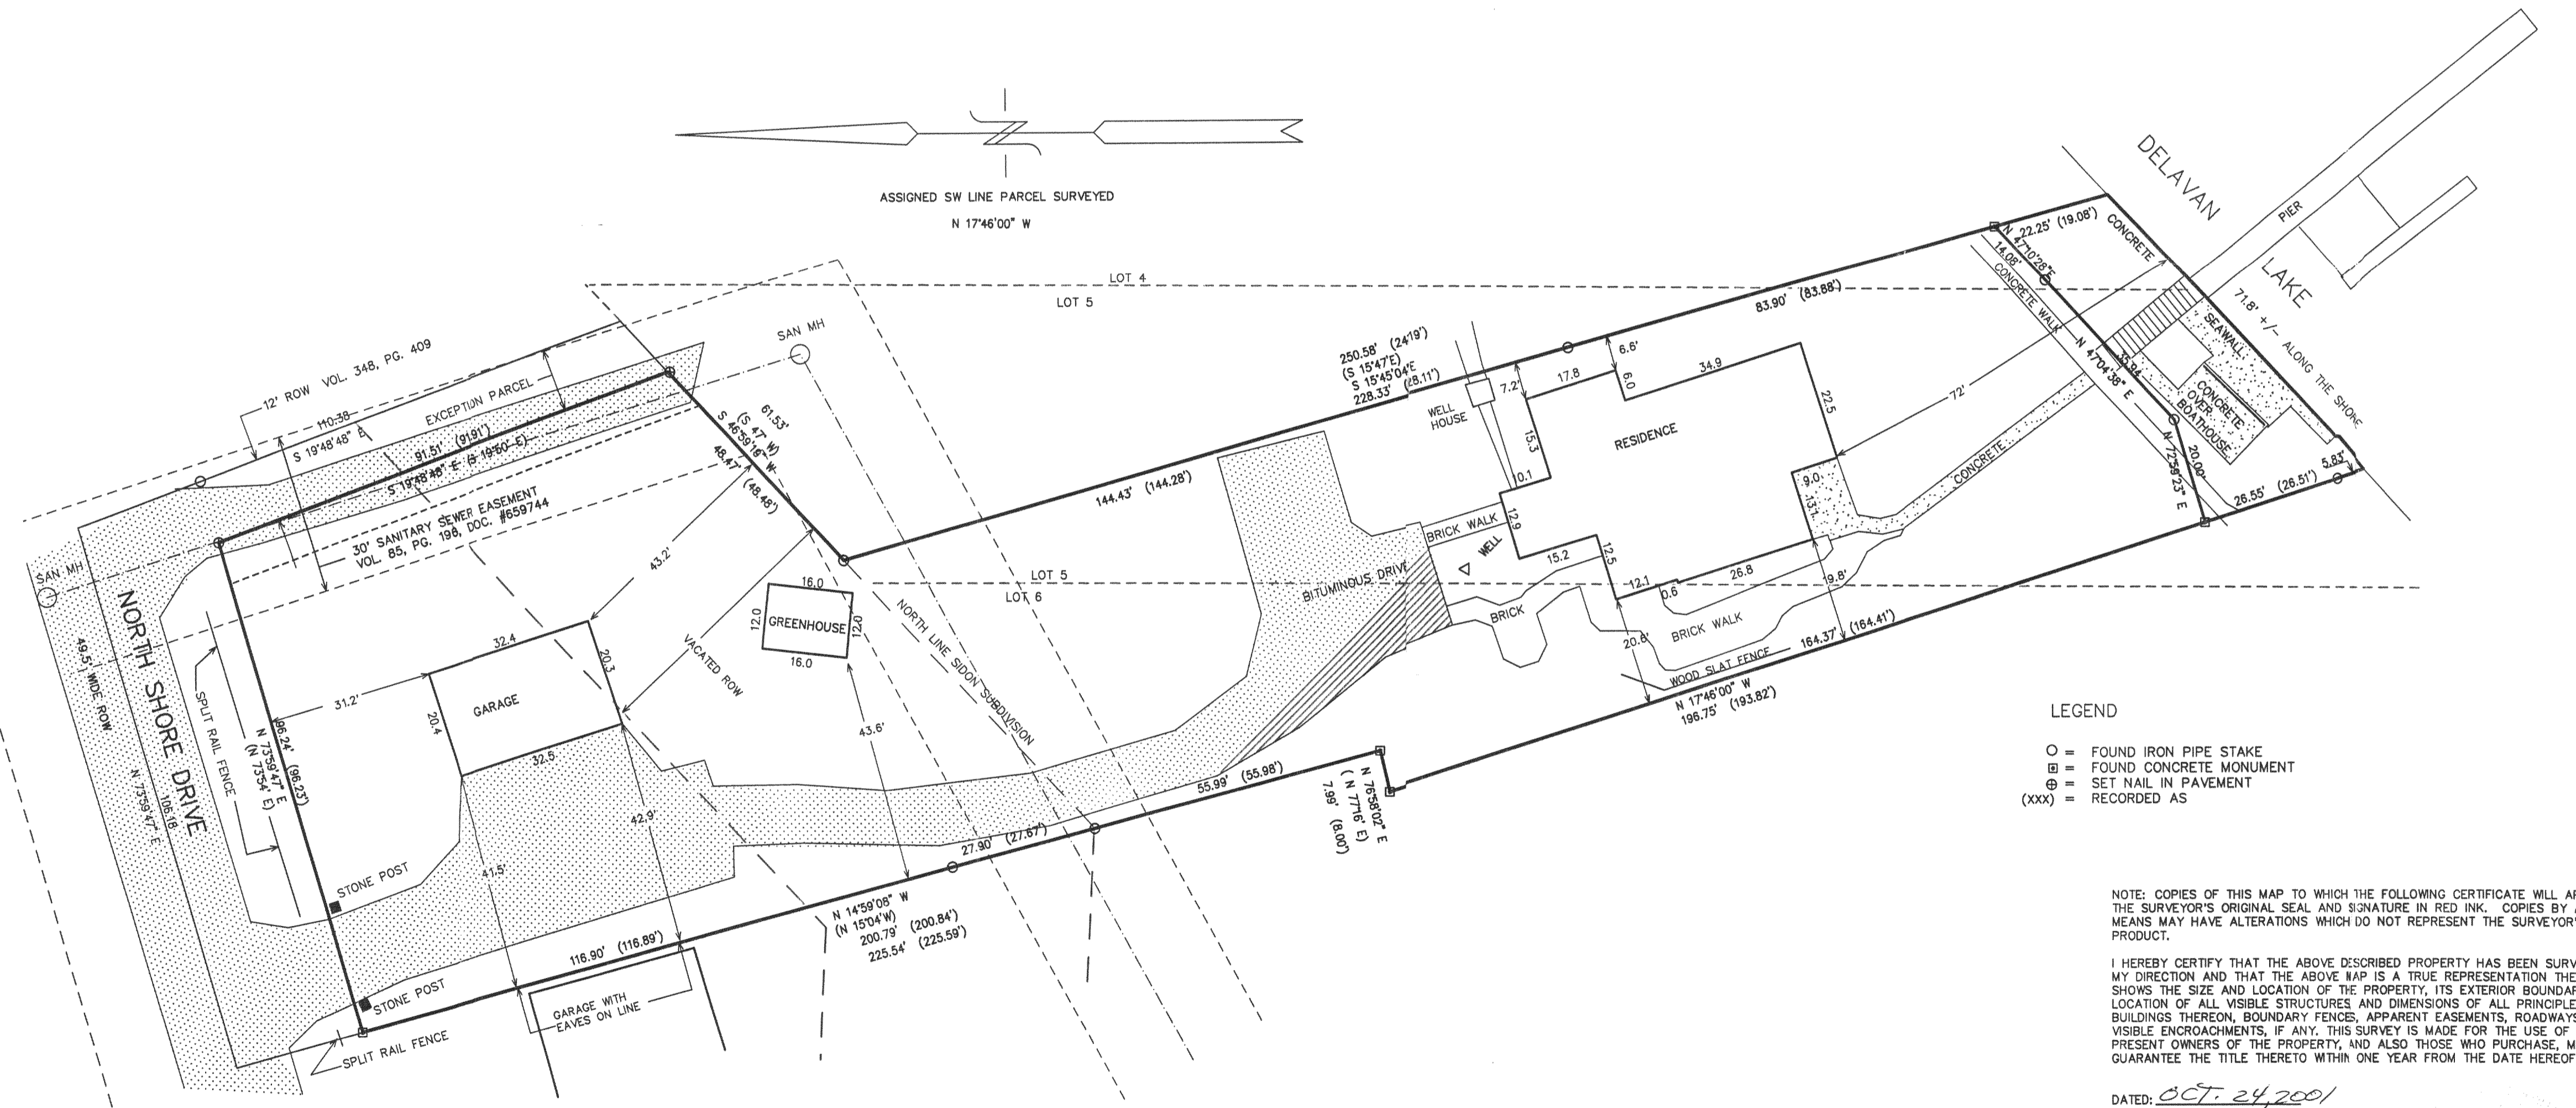 ASSIGNED SW LINE PARCEL SURVEYED
N 17°46'00" W
DELAVAN
LAKE
PIER
LOT 4
LOT 5
12' ROW VOL. 348, PG. 409
110.38
S 19°48'48" E
EXCEPTION PARCEL
91.51' (91.91')
S 19°48'48" E (S 19°50' E)
30' SANITARY SEWER EASEMENT
VOL. 85, PG. 198, DOC. #659744
SAN MH
61.53'
(S 47° W)
S 46°59'16" W
48.47' (48.48')
SAN MH
NORTH SHORE DRIVE
49.5' WIDE ROW
N 73°59'47" E
106.18
SPLIT RAIL FENCE
96.24' (96.23')
N 73°59'47" E
(N 73°54' E)
31.2'
43.2'
32.4
20.3
GARAGE
20.4
32.5
VACATED ROW
16.0
12.0
GREENHOUSE
12.0
16.0
43.6'
42.9'
41.5'
STONE POST
STONE POST
SPLIT RAIL FENCE
GARAGE WITH
EAVES ON LINE
116.90' (116.89')
N 14°59'08" W
(N 15°04'W)
200.79' (200.84')
225.54' (225.59')
27.90' (27.67')
55.99' (55.98')
N 76°58'02" E
( N 77°16' E)
7.99' (8.00')
NORTH LINE SIDON SUBDIVISION
LOT 5
LOT 6
144.43' (144.28')
250.58' (24'19')
(S 15°47'E)
S 15°45'04"E
228.33' (28.11')
83.90' (83.88')
WELL
HOUSE
7.2'
17.8
6.6'
6.0
34.9
22.5
RESIDENCE
15.3
0.1
12.9
15.2
12.5
12.1
0.6
26.8
9.0
13.1
19.8'
20.6'
72'
BRICK WALK
WELL
BITUMINOUS DRIVE
BRICK
BRICK WALK
WOOD SLAT FENCE
164.37' (164.41')
N 17°46'00" W
196.75' (193.82')
CONCRETE
22.25' (19.08')
N 47°10'28"E
14.08'
CONCRETE WALK
CONCRETE
N 47°04'38" E
35.94
SEAWALL
71.8' +/- ALONG THE SHORE
CONCRETE
OVER
BOATHOUSE
N 72°59'23" E
20.00'
26.55' (26.51')
5.83'
LEGEND
= FOUND IRON PIPE STAKE
= FOUND CONCRETE MONUMENT
= SET NAIL IN PAVEMENT
(XXX) = RECORDED AS
NOTE: COPIES OF THIS MAP TO WHICH THE FOLLOWING CERTIFICATE WILL
THE SURVEYOR'S ORIGINAL SEAL AND SIGNATURE IN RED INK. COPIES BY
MEANS MAY HAVE ALTERATIONS WHICH DO NOT REPRESENT THE SURVEYOR'
PRODUCT.
I HEREBY CERTIFY THAT THE ABOVE DESCRIBED PROPERTY HAS BEEN SURV
MY DIRECTION AND THAT THE ABOVE MAP IS A TRUE REPRESENTATION THE
SHOWS THE SIZE AND LOCATION OF THE PROPERTY, ITS EXTERIOR BOUNDAR
LOCATION OF ALL VISIBLE STRUCTURES AND DIMENSIONS OF ALL PRINCIPLE
BUILDINGS THEREON, BOUNDARY FENCES, APPARENT EASEMENTS, ROADWAYS
VISIBLE ENCROACHMENTS, IF ANY. THIS SURVEY IS MADE FOR THE USE OF
PRESENT OWNERS OF THE PROPERTY, AND ALSO THOSE WHO PURCHASE, M
GUARANTEE THE TITLE THERETO WITHIN ONE YEAR FROM THE DATE HEREOF
DATED: OCT. 24, 2001